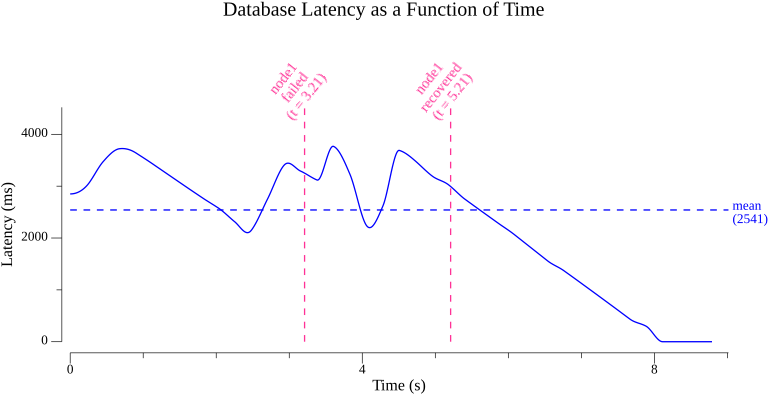 Database Latency as a Function of Time
node1
failed
(t = 3.21)
node1
recovered
(t = 5.21)
4000
2000
0
Latency (ms)
mean
(2541)
0
4
8
Time (s)